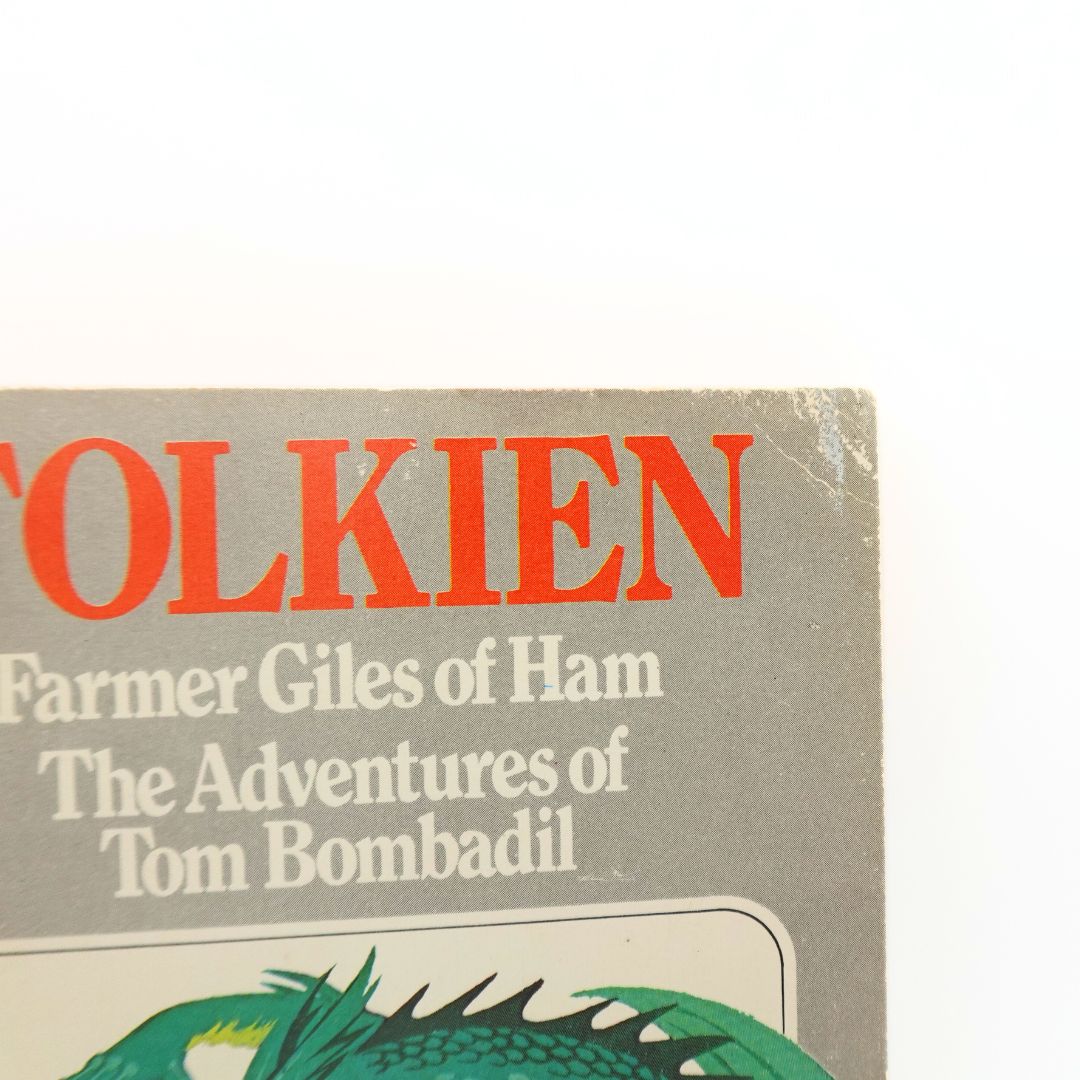 TOLKIEN
Farmer Giles of Ham
The Adventures of
Tom Bombadil